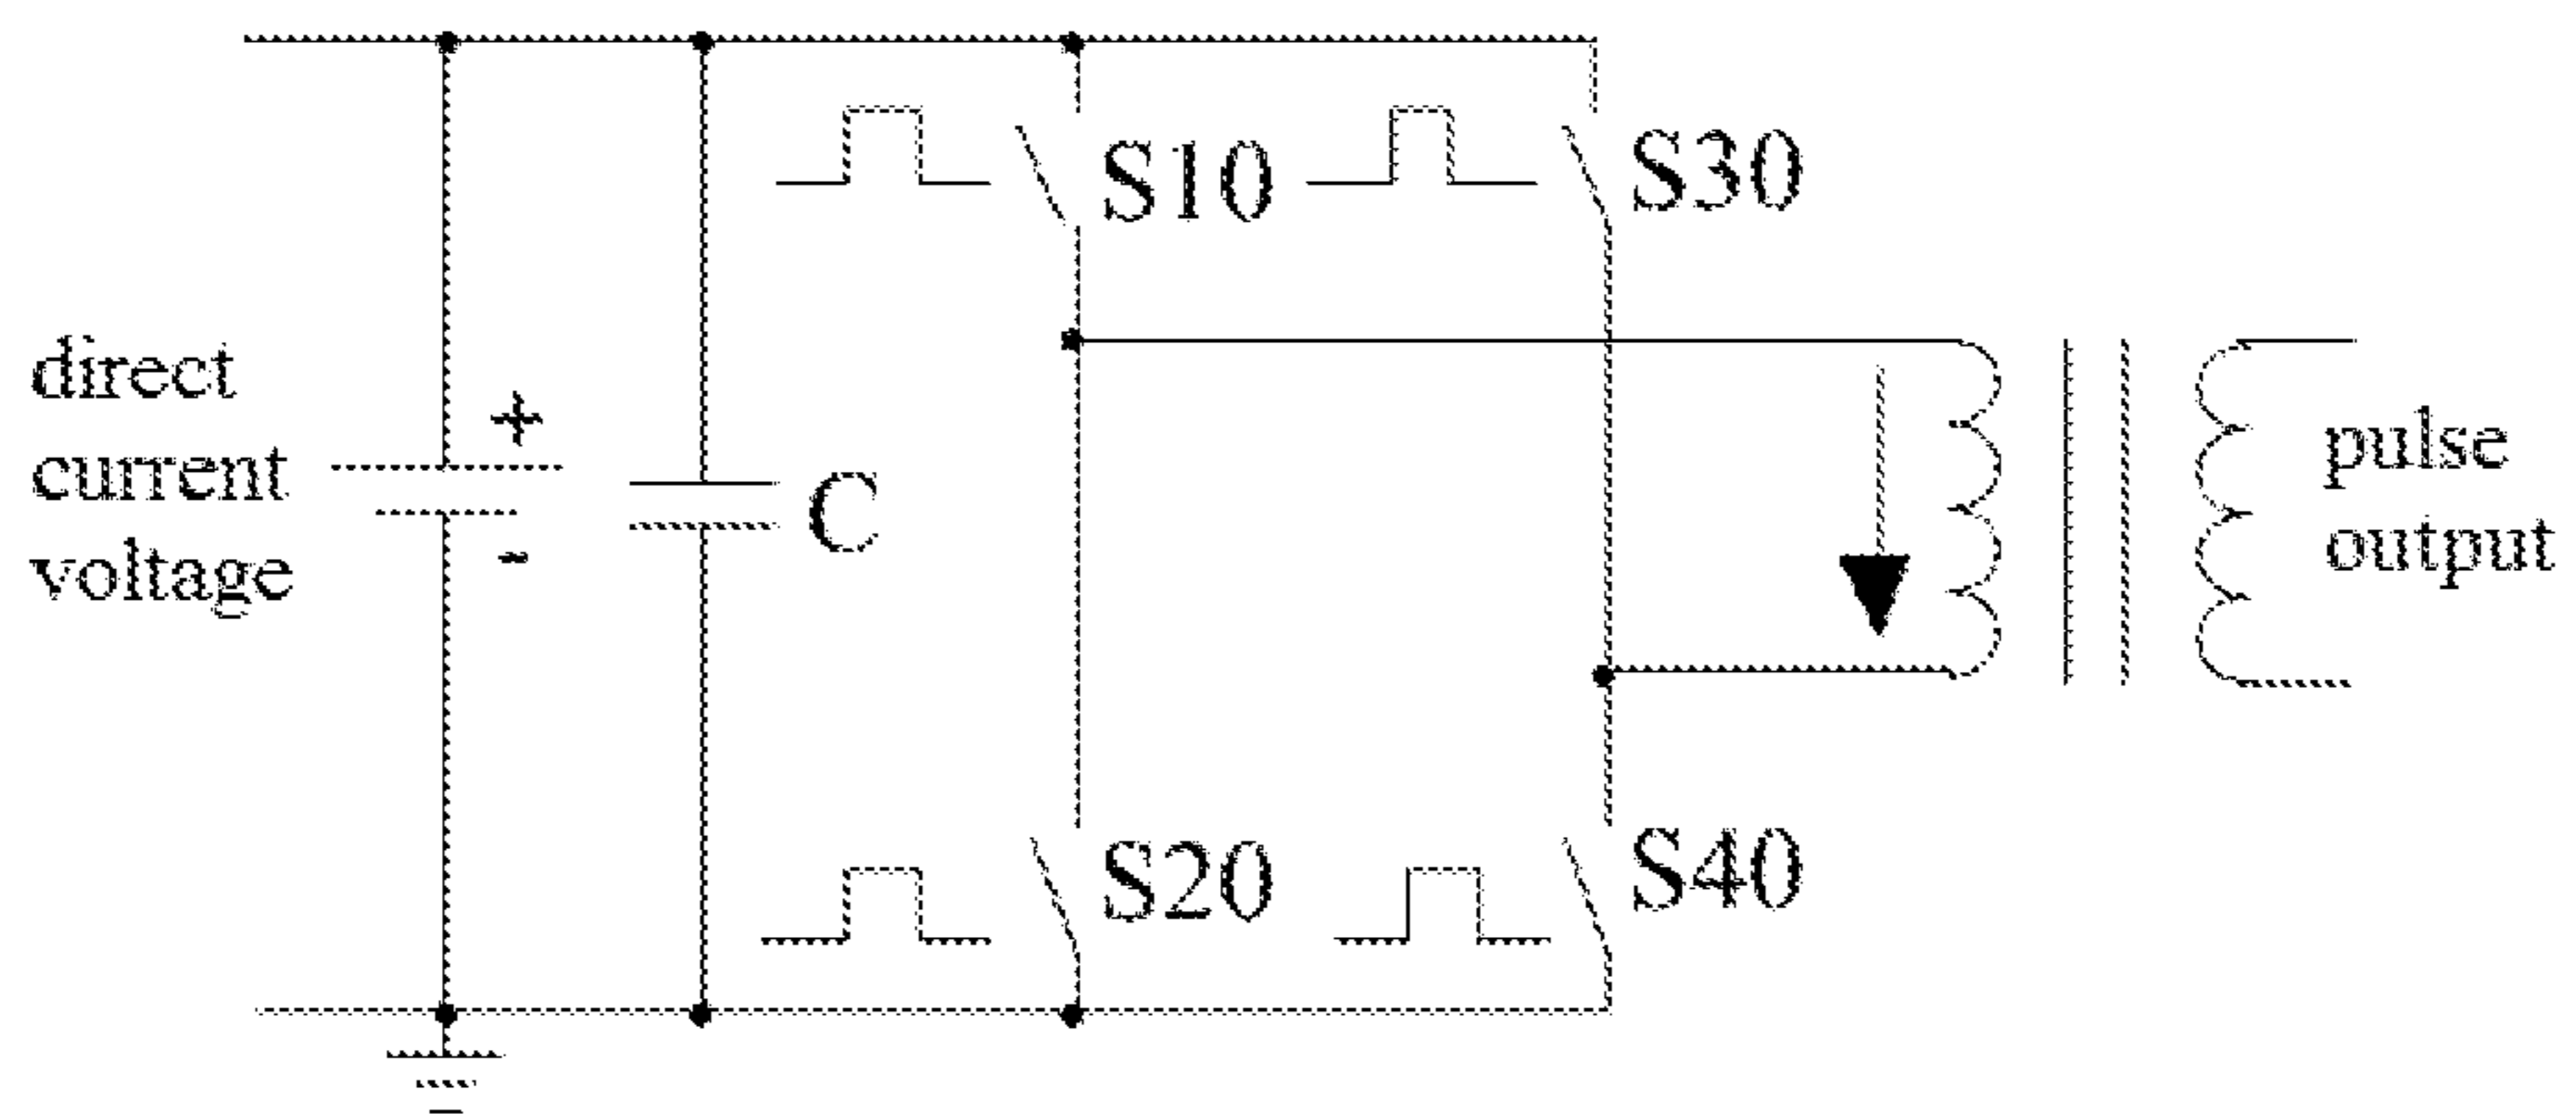 S10
S30
direct
current
voltage
+
-
C
pulse
output
S20
S40